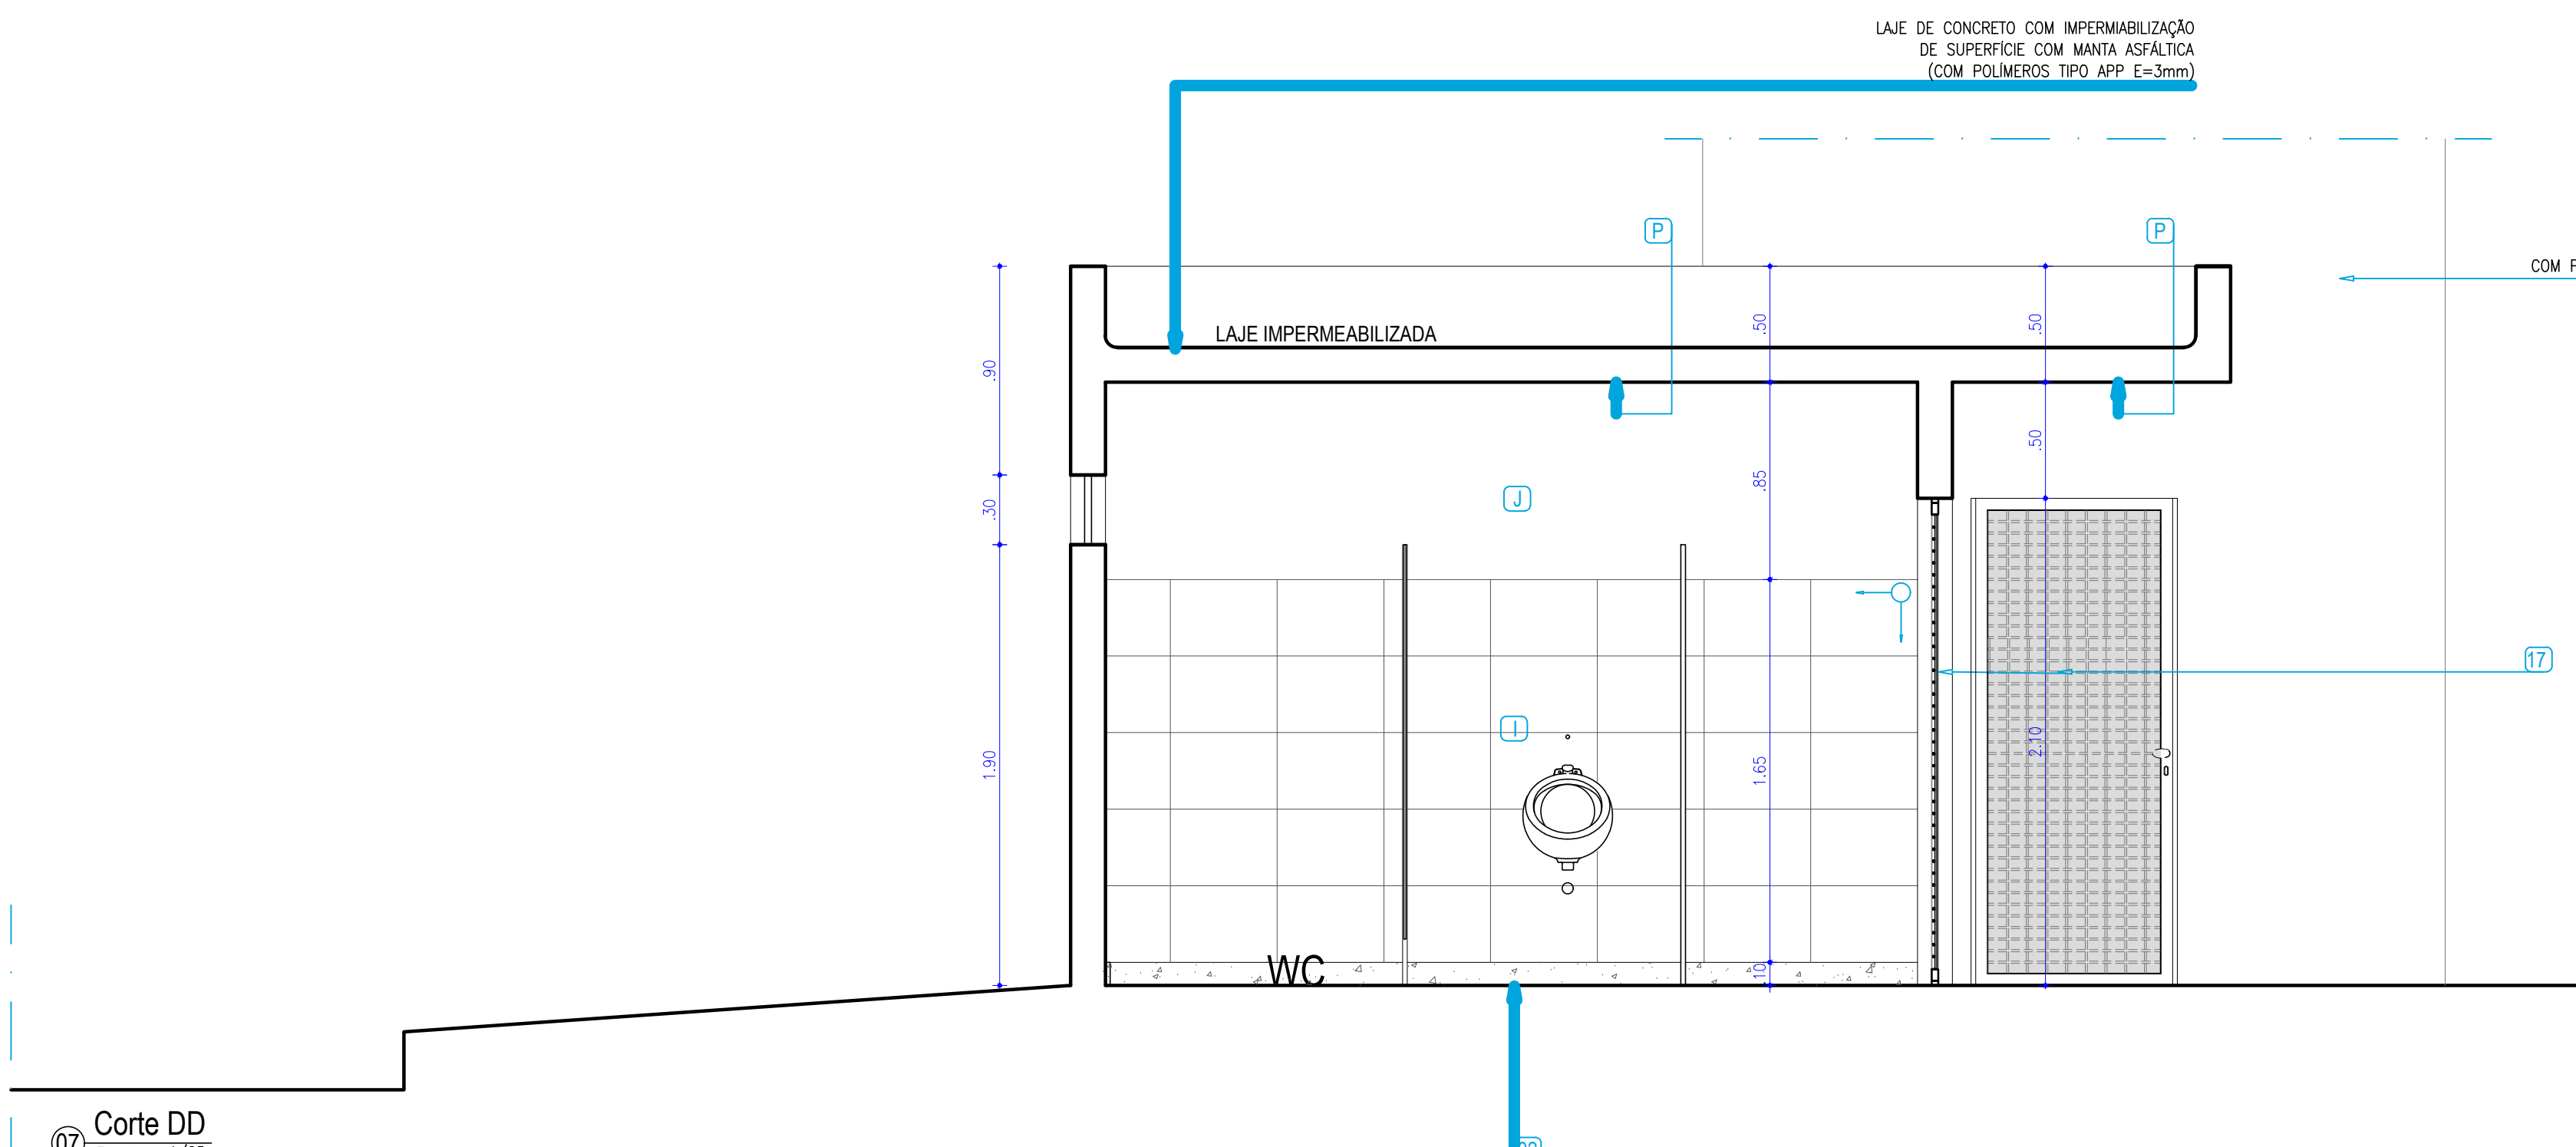 LAJE DE CONCRETO COM IMPERMIABILIZAÇÃO
DE SUPERFÍCIE COM MANTA ASFÁLTICA
(COM POLÍMEROS TIPO APP E=3mm)
P
P
COM
LAJE IMPERMEABILIZADA
.50
.50
.90
.50
.85
J
.30
17
I
2.10
1.65
1.90
WC
.10
Corte DD
07